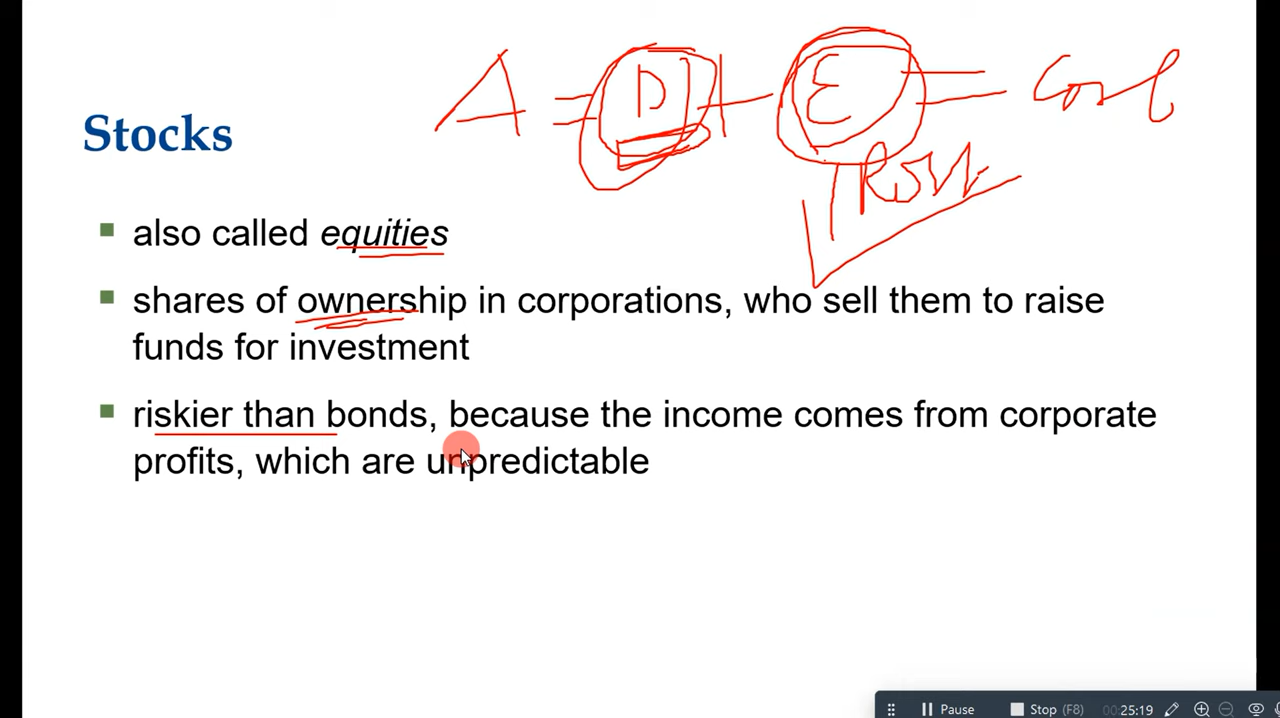 A = D + E = Cost
Stocks
also called equities
shares of ownership in corporations, who sell them to raise
funds for investment
riskier than bonds, because the income comes from corporate
profits, which are unpredictable
Pause Stop (F8) 00:25:19